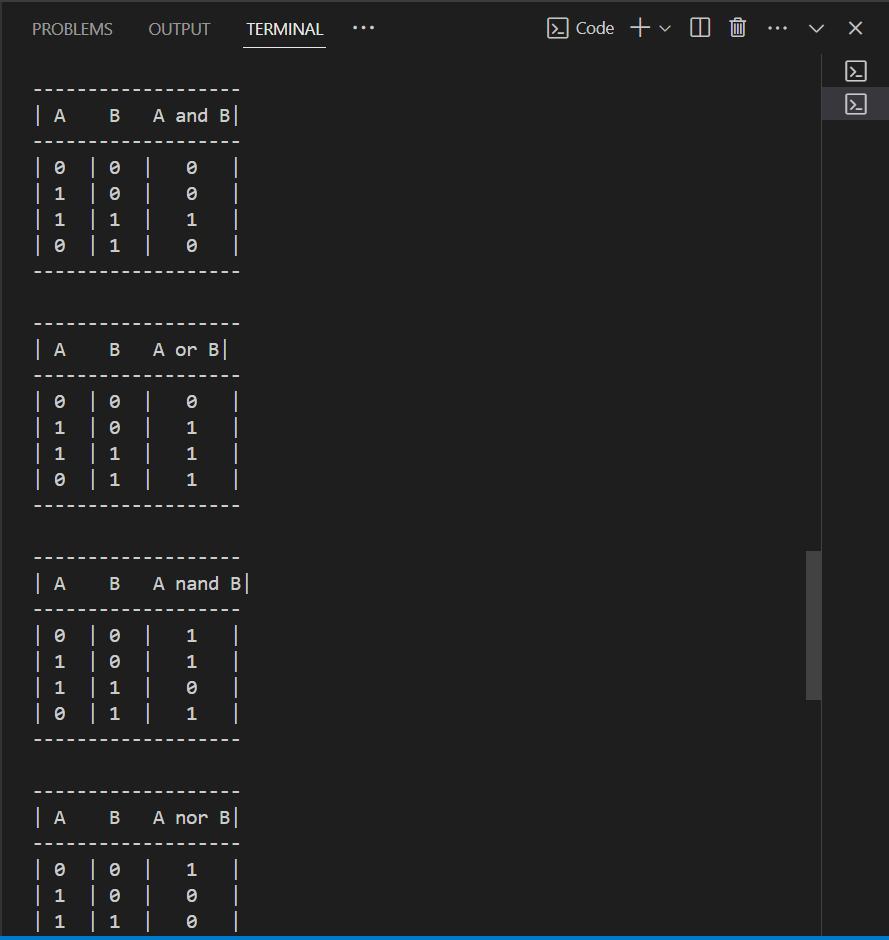 PROBLEMS OUTPUT TERMINAL ··· Code
-------------------
| A    B   A and B|
-------------------
| 0  | 0  |   0   |
| 1  | 0  |   0   |
| 1  | 1  |   1   |
| 0  | 1  |   0   |
-------------------
-------------------
| A    B   A or B|
-------------------
| 0  | 0  |   0   |
| 1  | 0  |   1   |
| 1  | 1  |   1   |
| 0  | 1  |   1   |
-------------------
-------------------
| A    B   A nand B|
-------------------
| 0  | 0  |   1   |
| 1  | 0  |   1   |
| 1  | 1  |   0   |
| 0  | 1  |   1   |
-------------------
-------------------
| A    B   A nor B|
-------------------
| 0  | 0  |   1   |
| 1  | 0  |   0   |
| 1  | 1  |   0   |